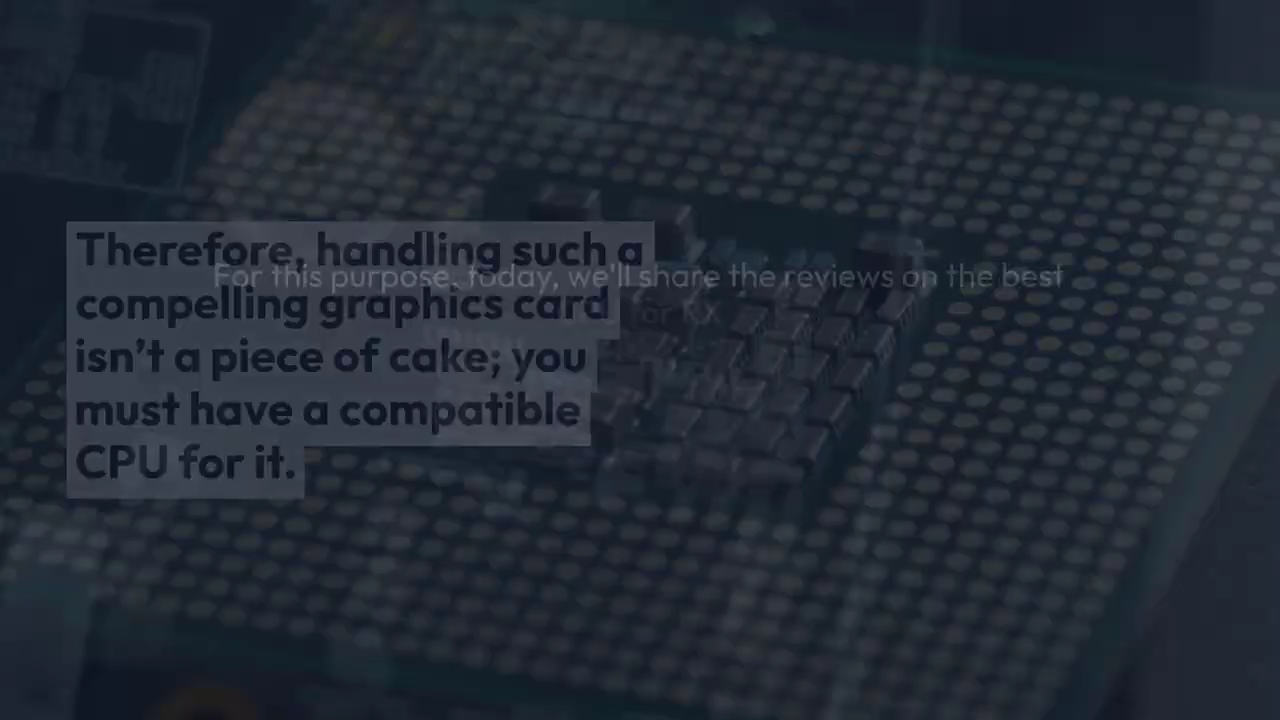 Therefore, handling such a
compelling graphics card
isn't a piece of cake; you
must have a compatible
CPU for it.
For this purpose, today, we'll share the reviews on the best
for RX